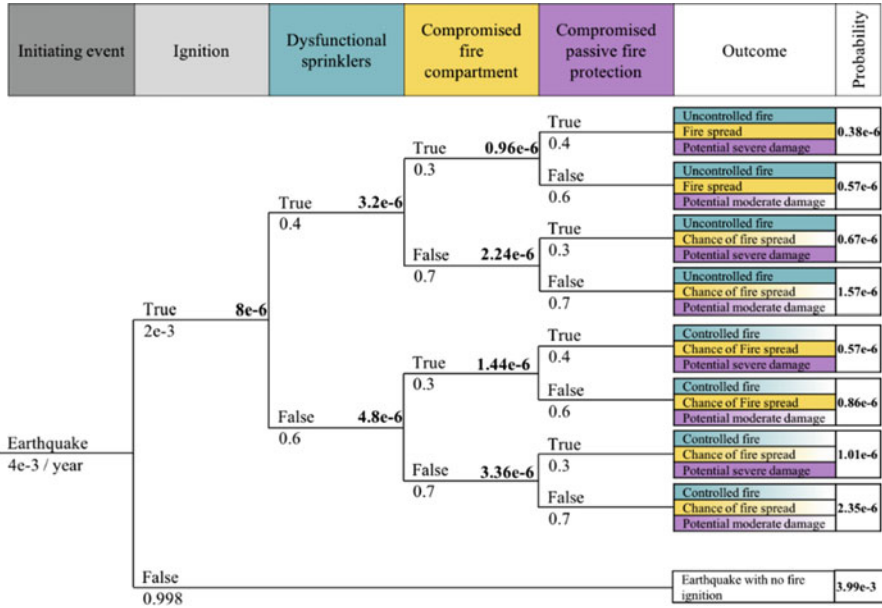 Initiating event
Ignition
Dysfunctional
sprinklers
Compromised
fire
compartment
Compromised
passive fire
protection
Outcome
Probability
True
0.4
Uncontrolled fire
Fire spread
Potential severe damage
0.38e-6
True
0.3
0.96e-6
False
0.6
Uncontrolled fire
Fire spread
Potential moderate damage
0.57e-6
True
0.4
3.2e-6
True
0.3
Uncontrolled fire
Chance of fire spread
Potential severe damage
0.67e-6
False
0.7
2.24e-6
False
0.7
Uncontrolled fire
Chance of fire spread
Potential moderate damage
1.57e-6
True
2e-3
8e-6
True
0.4
Controlled fire
Chance of Fire spread
Potential severe damage
0.57e-6
True
0.3
1.44e-6
False
0.6
Controlled fire
Chance of Fire spread
Potential moderate damage
0.86e-6
False
0.6
4.8e-6
True
0.3
Controlled fire
Chance of fire spread
Potential severe damage
1.01e-6
Earthquake
4e-3 / year
False
0.7
3.36e-6
False
0.7
Controlled fire
Chance of fire spread
Potential moderate damage
2.35e-6
False
0.998
Earthquake with no fire
ignition
3.99e-3